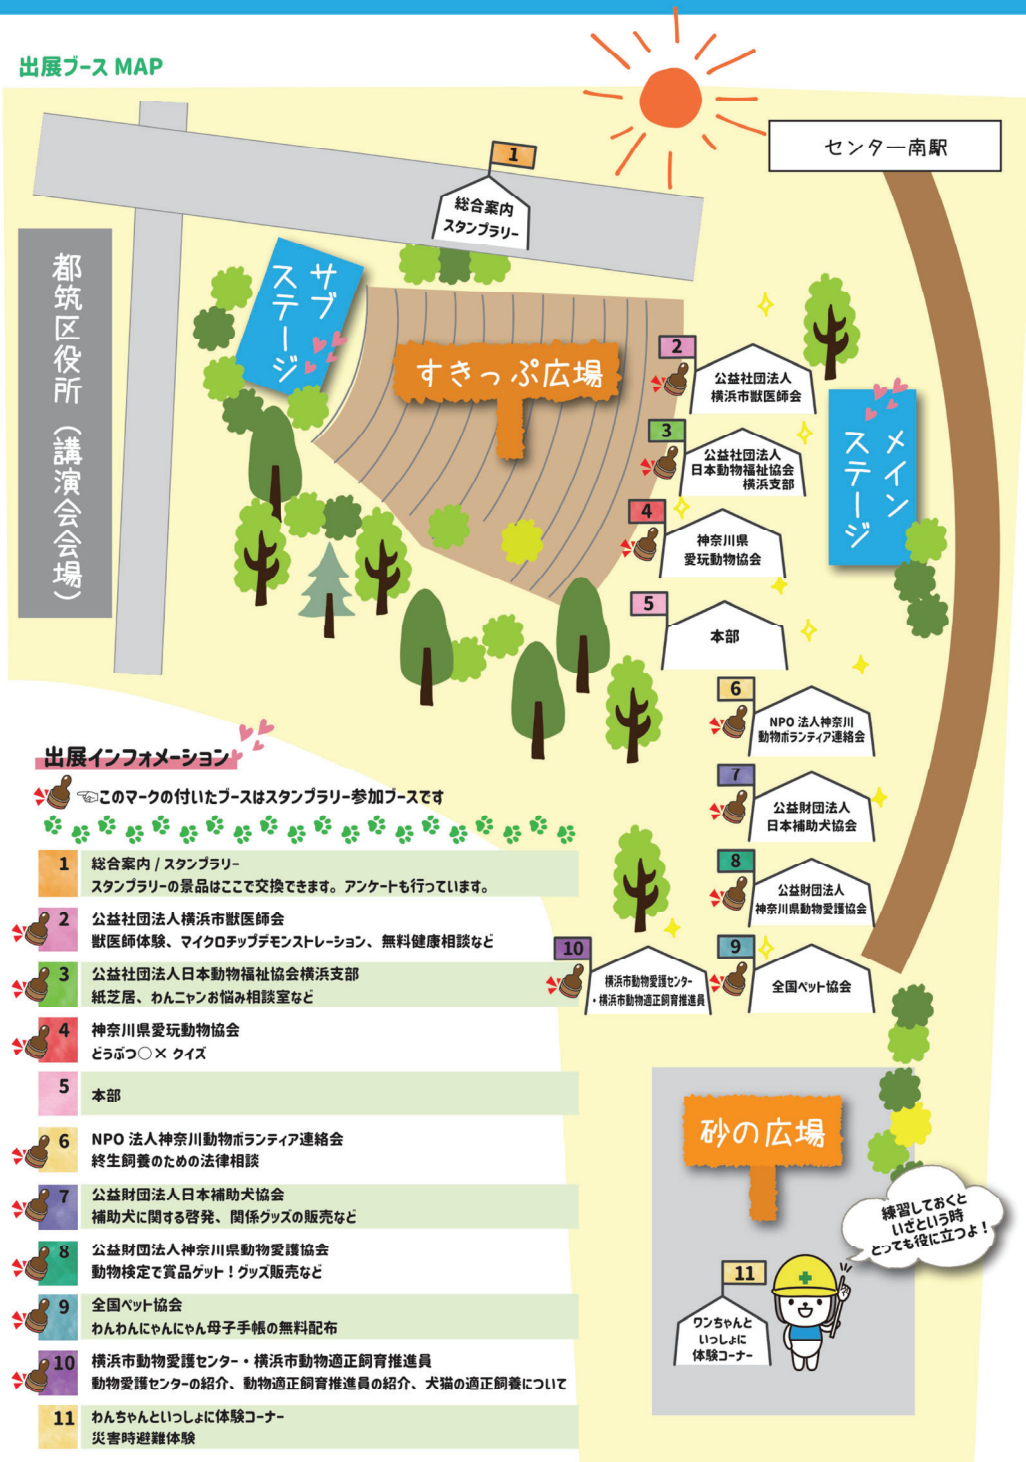 出展ブース MAP
センター南駅
1
総合案内
スタンプラリー
都筑区役所（講演会会場）
サブ
ステージ
すきっぷ広場
2
公益社団法人
横浜市獣医師会
3
公益社団法人
日本動物福祉協会
横浜支部
メイン
ステージ
4
神奈川県
愛玩動物協会
5
本部
6
NPO 法人神奈川
動物ボランティア連絡会
7
公益財団法人
日本補助犬協会
8
公益財団法人
神奈川県動物愛護協会
9
全国ペット協会
10
横浜市動物愛護センター
・横浜市動物適正飼育推進員
砂の広場
練習しておくと
いざという時
とっても役に立つよ！
11
ワンちゃんと
いっしょに
体験コーナー
出展インフォメーション
☜このマークの付いたブースはスタンプラリー参加ブースです
1 総合案内 / スタンプラリー
スタンプラリーの景品はここで交換できます。アンケートも行っています。
2 公益社団法人横浜市獣医師会
獣医師体験、マイクロチップデモンストレーション、無料健康相談など
3 公益社団法人日本動物福祉協会横浜支部
紙芝居、わんニャンお悩み相談室など
4 神奈川県愛玩動物協会
どうぶつ○× クイズ
5 本部
6 NPO 法人神奈川動物ボランティア連絡会
終生飼養のための法律相談
7 公益財団法人日本補助犬協会
補助犬に関する啓発、関係グッズの販売など
8 公益財団法人神奈川県動物愛護協会
動物検定で賞品ゲット！グッズ販売など
9 全国ペット協会
わんわんにゃんにゃん母子手帳の無料配布
10 横浜市動物愛護センター・横浜市動物適正飼育推進員
動物愛護センターの紹介、動物適正飼育推進員の紹介、犬猫の適正飼養について
11 わんちゃんといっしょに体験コーナー
災害時避難体験